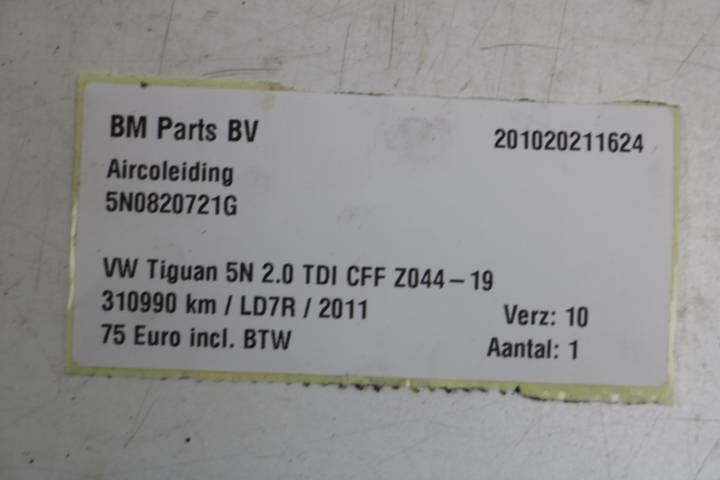 BM Parts BV 201020211624
Aircoleiding
5N0820721G
VW Tiguan 5N 2.0 TDI CFF Z044-19
310990 km / LD7R / 2011 Verz: 10
75 Euro incl. BTW Aantal: 1